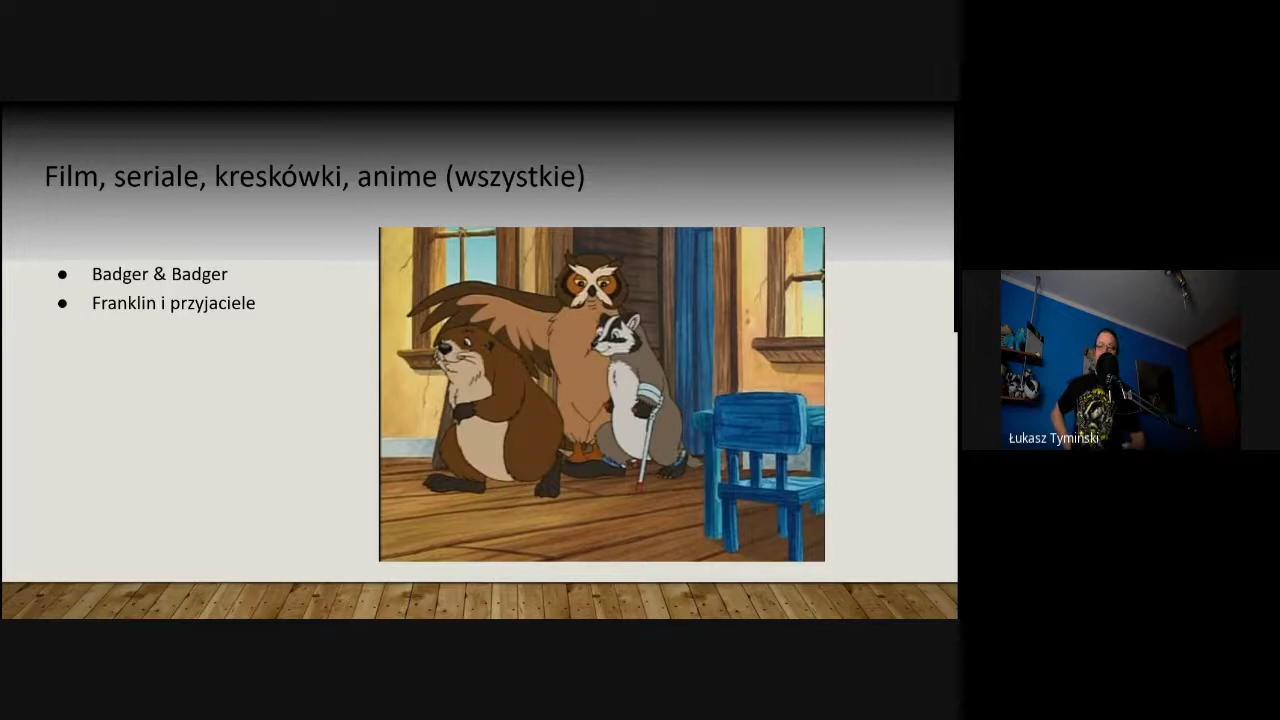 Film, seriale, kreskówki, anime (wszystkie)
Badger & Badger
Franklin i przyjaciele
Łukasz Tymiński